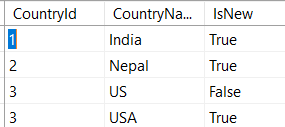 CountryId CountryNa... IsNew
1 India True
2 Nepal True
3 US False
3 USA True